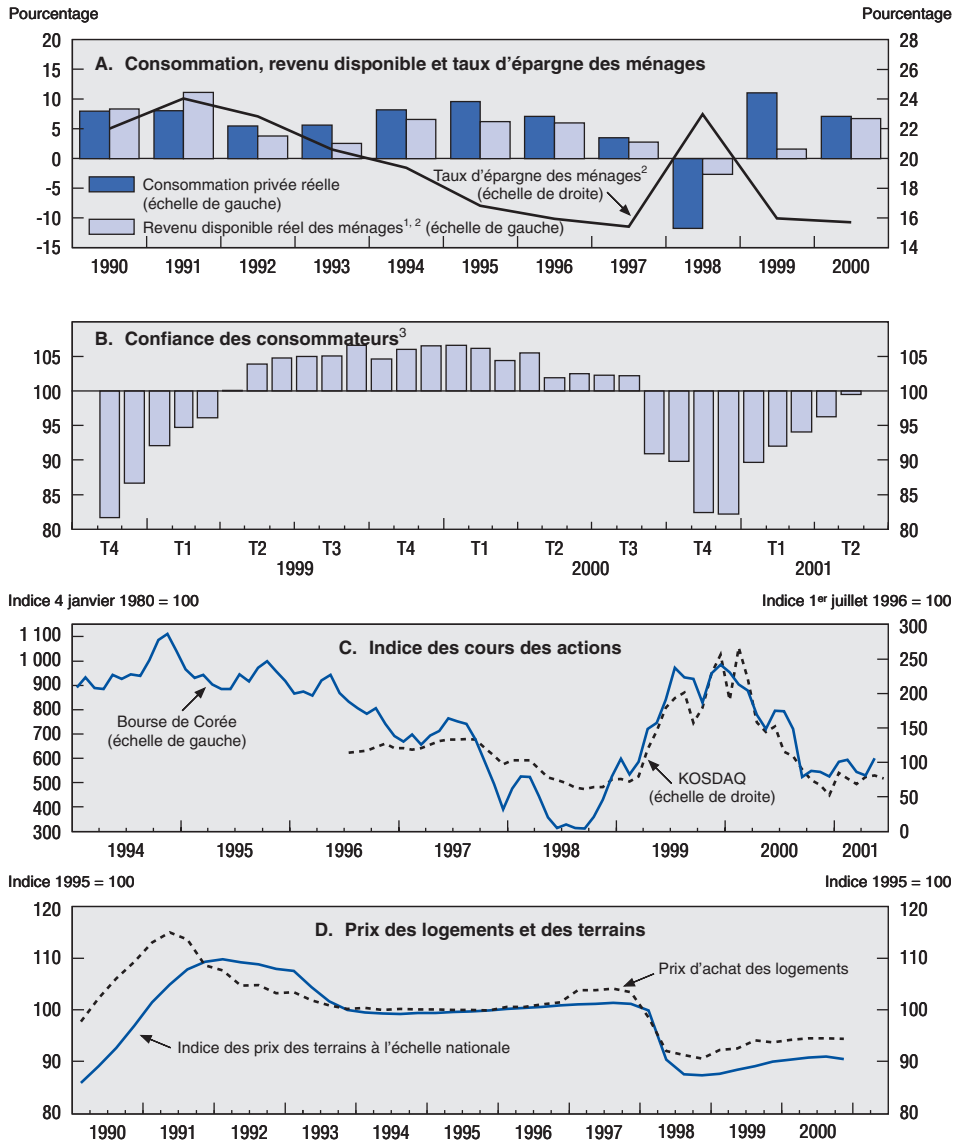 Pourcentage Pourcentage
20 28
A. Consommation, revenu disponible et taux d'épargne des ménages
15 26
10 24
5 22
0 20
Taux d'épargne des ménages²
(échelle de droite)
Consommation privée réelle
(échelle de gauche)
-5 18
-10 16
Revenu disponible réel des ménages¹, ² (échelle de gauche)
-15 14
1990 1991 1992 1993 1994 1995 1996 1997 1998 1999 2000
B. Confiance des consommateurs³
105 105
100 100
95 95
90 90
85 85
80 80
T4 T1 T2 T3 T4 T1 T2 T3 T4 T1 T2
1999 2000 2001
Indice 4 janvier 1980 = 100 Indice 1er juillet 1996 = 100
1 100 300
C. Indice des cours des actions
1 000 250
900
800 200
Bourse de Corée
(échelle de gauche)
700 150
600
500 100
KOSDAQ
(échelle de droite)
400 50
300 0
1994 1995 1996 1997 1998 1999 2000 2001
Indice 1995 = 100 Indice 1995 = 100
120 120
D. Prix des logements et des terrains
110 110
Prix d'achat des logements
100 100
Indice des prix des terrains à l'échelle nationale
90 90
80 80
1990 1991 1992 1993 1994 1995 1996 1997 1998 1999 2000